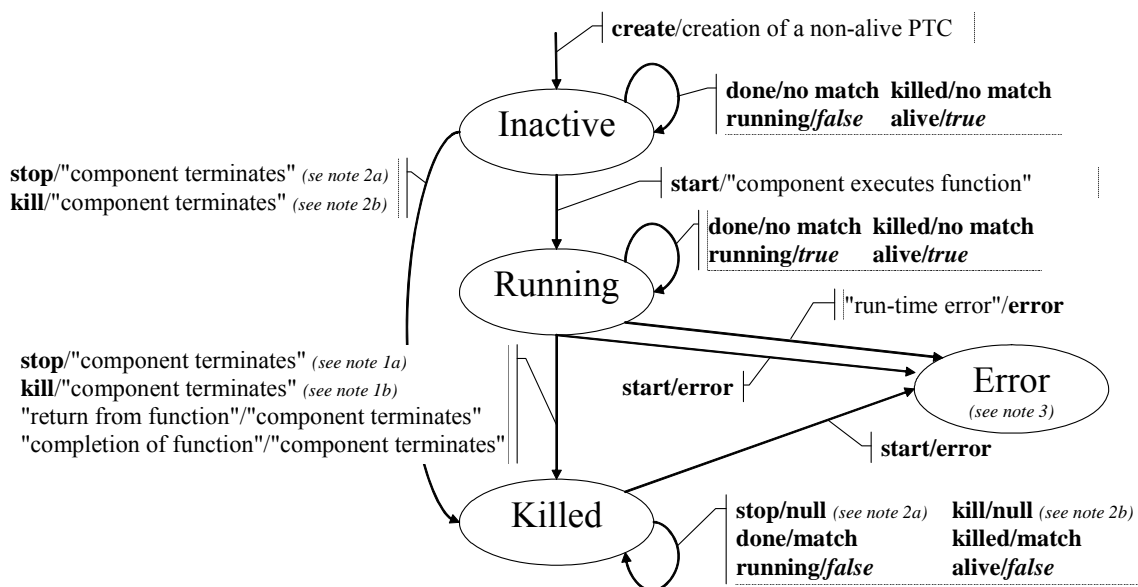 create/creation of a non-alive PTC
done/no match killed/no match
running/false alive/true
Inactive
stop/"component terminates" (se note 2a)
kill/"component terminates" (see note 2b)
start/"component executes function"
done/no match killed/no match
running/true alive/true
Running
"run-time error"/error
stop/"component terminates" (see note 1a)
kill/"component terminates" (see note 1b)
"return from function"/"component terminates"
"completion of function"/"component terminates"
start/error
Error
(see note 3)
start/error
Killed
stop/null (see note 2a) kill/null (see note 2b)
done/match killed/match
running/false alive/false